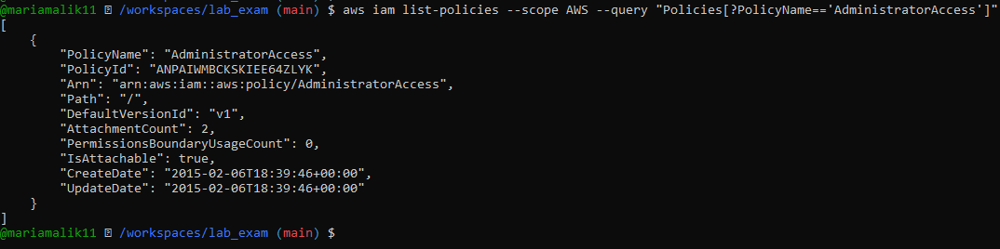 @mariamalik11 /workspaces/lab_exam (main) $ aws iam list-policies --scope AWS --query "Policies[?PolicyName=='AdministratorAccess']"
[
    {
        "PolicyName": "AdministratorAccess",
        "PolicyId": "ANPAIWMBCKSKIEE64ZLYK",
        "Arn": "arn:aws:iam::aws:policy/AdministratorAccess",
        "Path": "/",
        "DefaultVersionId": "v1",
        "AttachmentCount": 2,
        "PermissionsBoundaryUsageCount": 0,
        "IsAttachable": true,
        "CreateDate": "2015-02-06T18:39:46+00:00",
        "UpdateDate": "2015-02-06T18:39:46+00:00"
    }
]
@mariamalik11 /workspaces/lab_exam (main) $